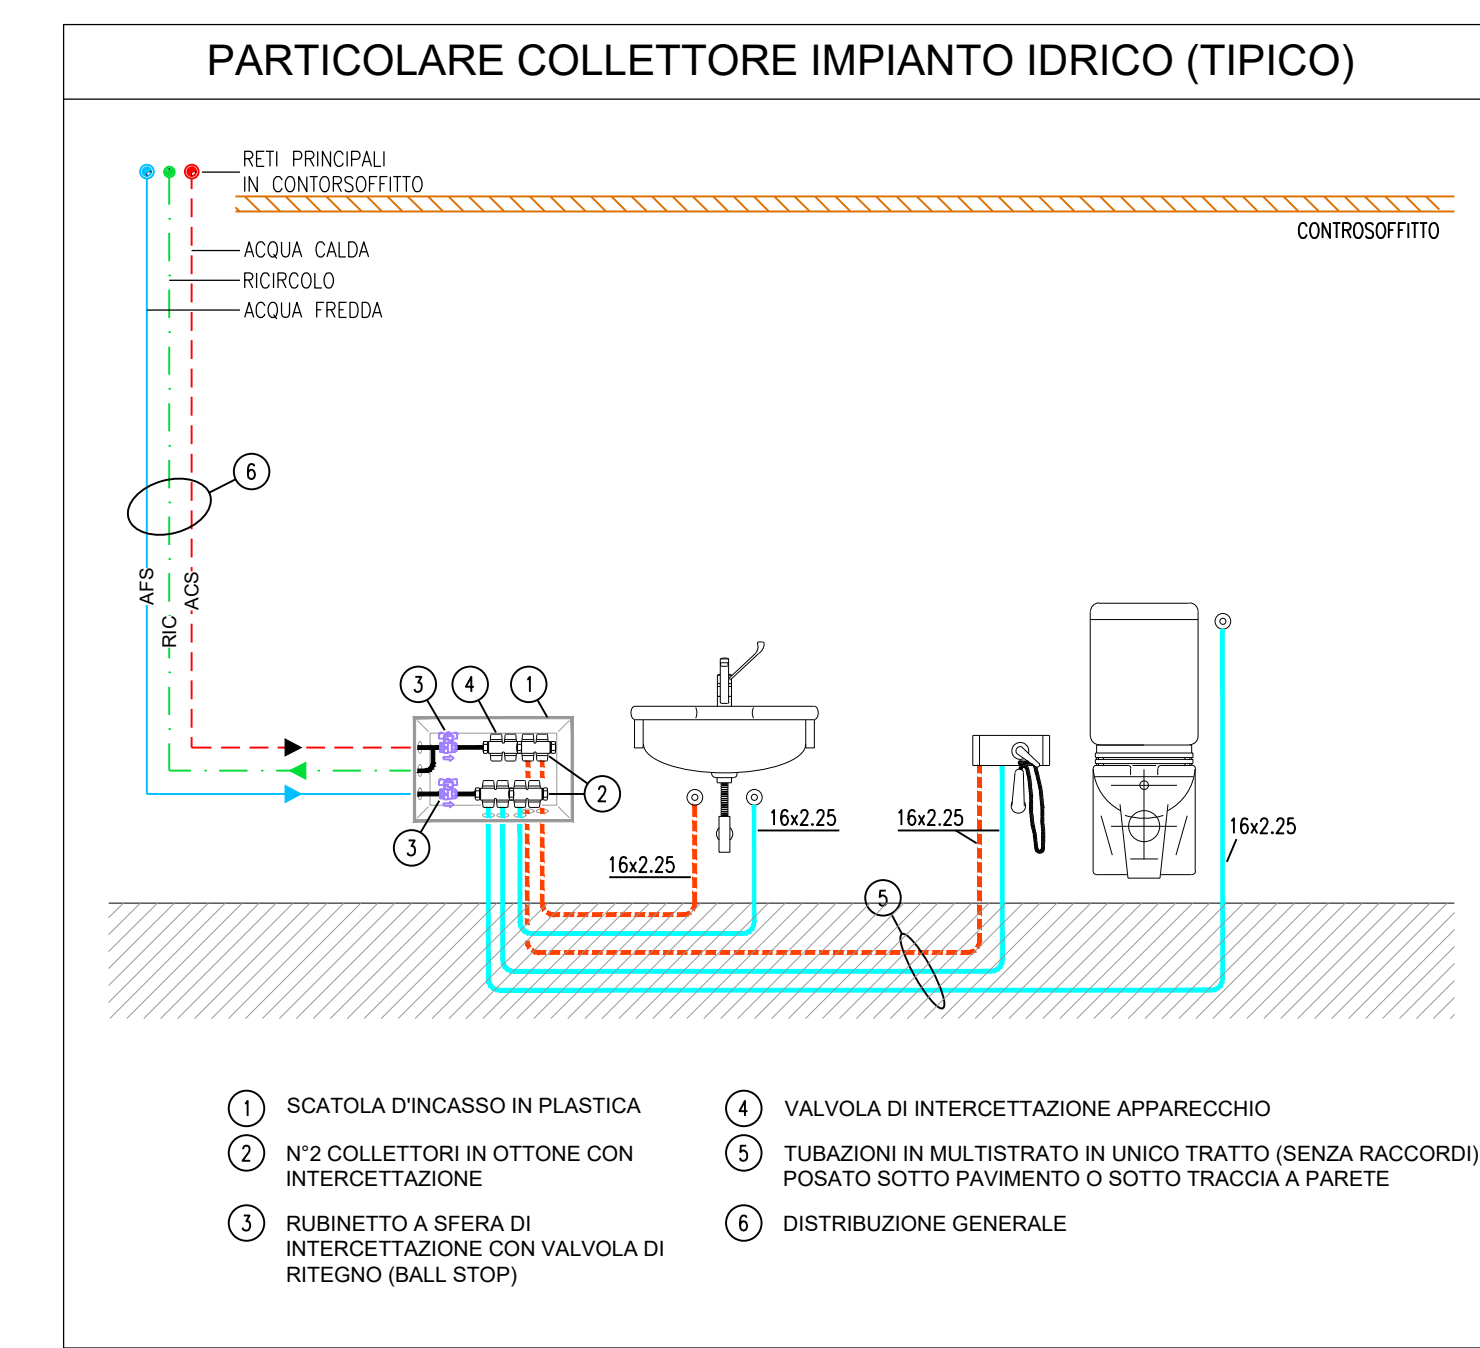 PARTICOLARE COLLETTORE IMPIANTO IDRICO (TIPICO)
RETI PRINCIPALI
IN CONTORSOFFITTO
CONTROSOFFITTO
ACQUA CALDA
RICIRCOLO
ACQUA FREDDA
6
AFS
RIC
ACS
3
4
1
2
3
16x2.25
16x2.25
16x2.25
16x2.25
5
1 SCATOLA D'INCASSO IN PLASTICA
2 N°2 COLLETTORI IN OTTONE CON
INTERCETTAZIONE
3 RUBINETTO A SFERA DI
INTERCETTAZIONE CON VALVOLA DI
RITEGNO (BALL STOP)
4 VALVOLA DI INTERCETTAZIONE APPARECCHIO
5 TUBAZIONI IN MULTISTRATO IN UNICO TRATTO (SENZA RACCORDI)
POSATO SOTTO PAVIMENTO O SOTTO TRACCIA A PARETE
6 DISTRIBUZIONE GENERALE